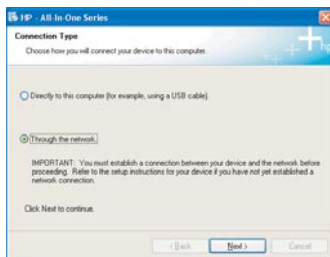 HP - All-In-One Series
Connection Type
Choose how you will connect your device to this computer.
hp
Directly to this computer (for example, using a USB cable).
Through the network.
IMPORTANT: You must establish a connection between your device and the network before
proceeding. Refer to the setup instructions for your device if you have not yet established a
network connection.
Click Next to continue.
< Back
Next >
Cancel